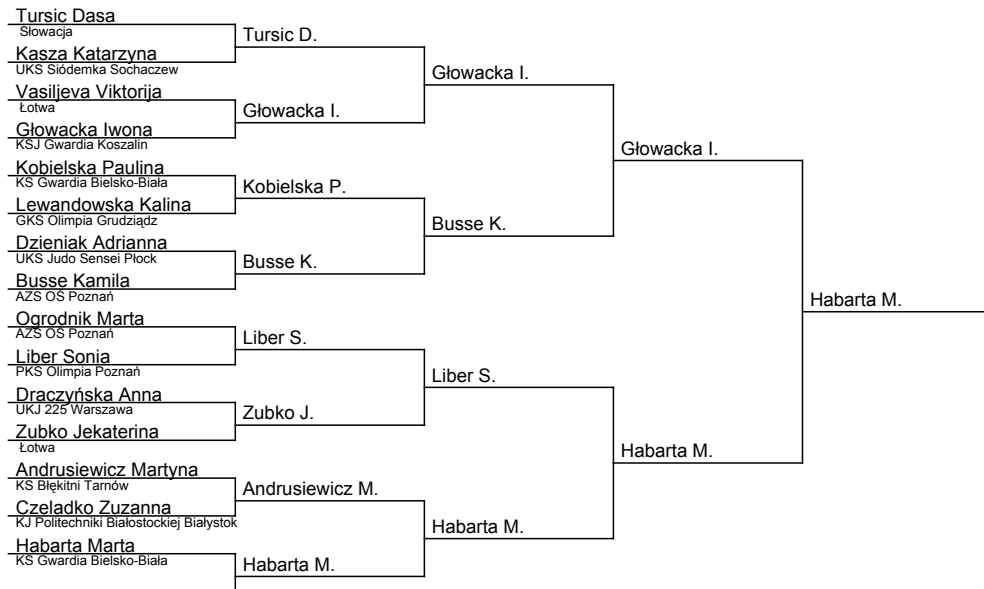 Tursic Dasa
Słowacja
Kasza Katarzyna
UKS Siódemka Sochaczew
Vasiljeva Viktorija
Łotwa
Głowacka Iwona
KSJ Gwardia Koszalin
Kobielska Paulina
KS Gwardia Bielsko-Biała
Lewandowska Kalina
GKS Olimpia Grudziądz
Dzieniak Adrianna
UKS Judo Sensei Płock
Busse Kamila
AZS OŚ Poznań
Ogrodnik Marta
AZS OŚ Poznań
Liber Sonia
PKS Olimpia Poznań
Draczyńska Anna
UKJ 225 Warszawa
Zubko Jekaterina
Łotwa
Andrusiewicz Martyna
KS Błękitni Tarnów
Czeladko Zuzanna
KJ Politechniki Białostockiej Białystok
Habarta Marta
KS Gwardia Bielsko-Biała
Tursic D.
Głowacka I.
Kobielska P.
Busse K.
Liber S.
Zubko J.
Andrusiewicz M.
Habarta M.
Głowacka I.
Busse K.
Liber S.
Habarta M.
Głowacka I.
Habarta M.
Habarta M.